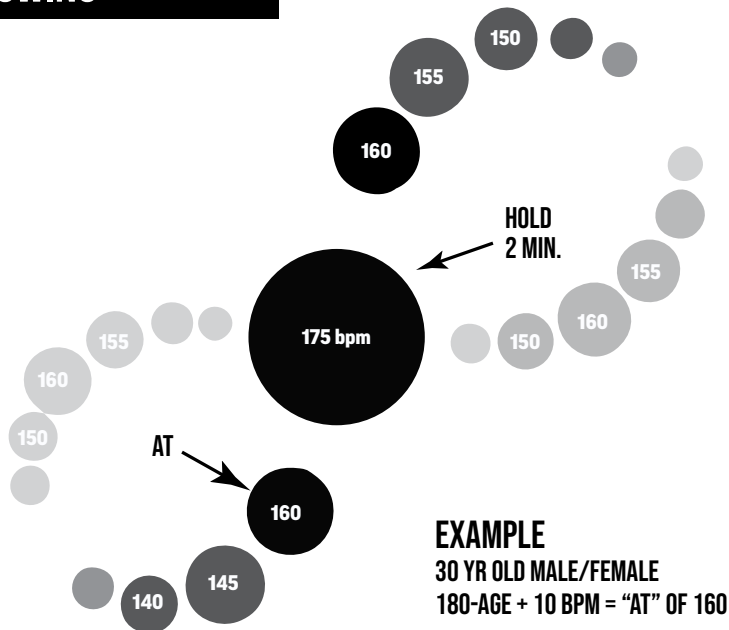 150
155
160
HOLD
2 MIN.
155
160
150
175 bpm
155
160
150
AT
160
145
140
EXAMPLE
30 YR OLD MALE/FEMALE
180-AGE + 10 BPM = “AT” OF 160